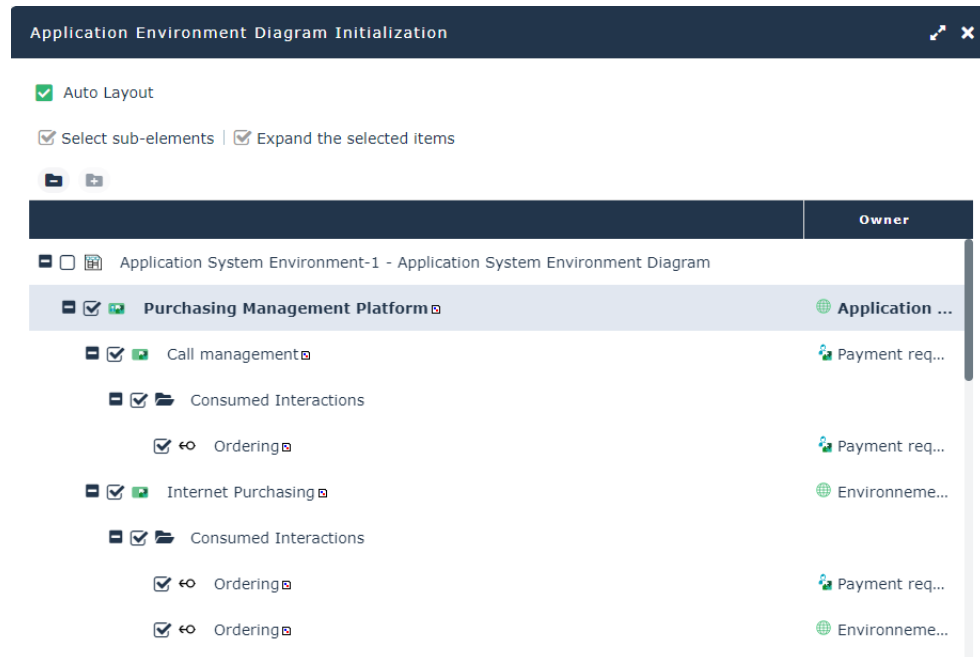 Application Environment Diagram Initialization
Auto Layout
Select sub-elements | Expand the selected items
Owner
Application System Environment-1 - Application System Environment Diagram
Purchasing Management Platform Application ...
Call management Payment req...
Consumed Interactions
Ordering Payment req...
Internet Purchasing Environneme...
Consumed Interactions
Ordering Payment req...
Ordering Environneme...